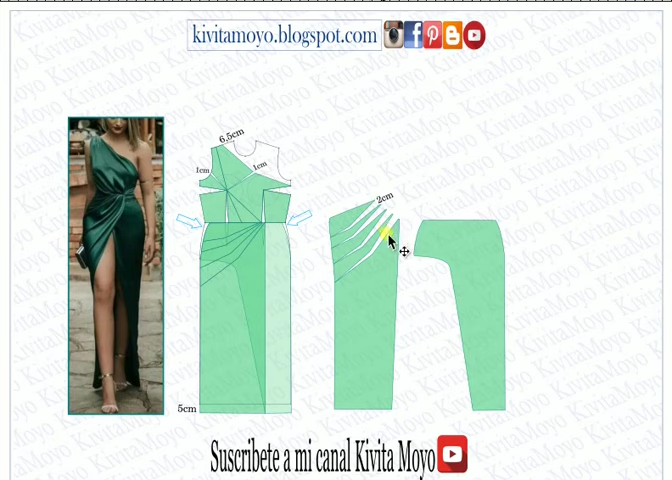 kivitamoyo.blogspot.com
6,5cm
1cm
1cm
2cm
5cm
Suscribete a mi canal Kivita Moyo